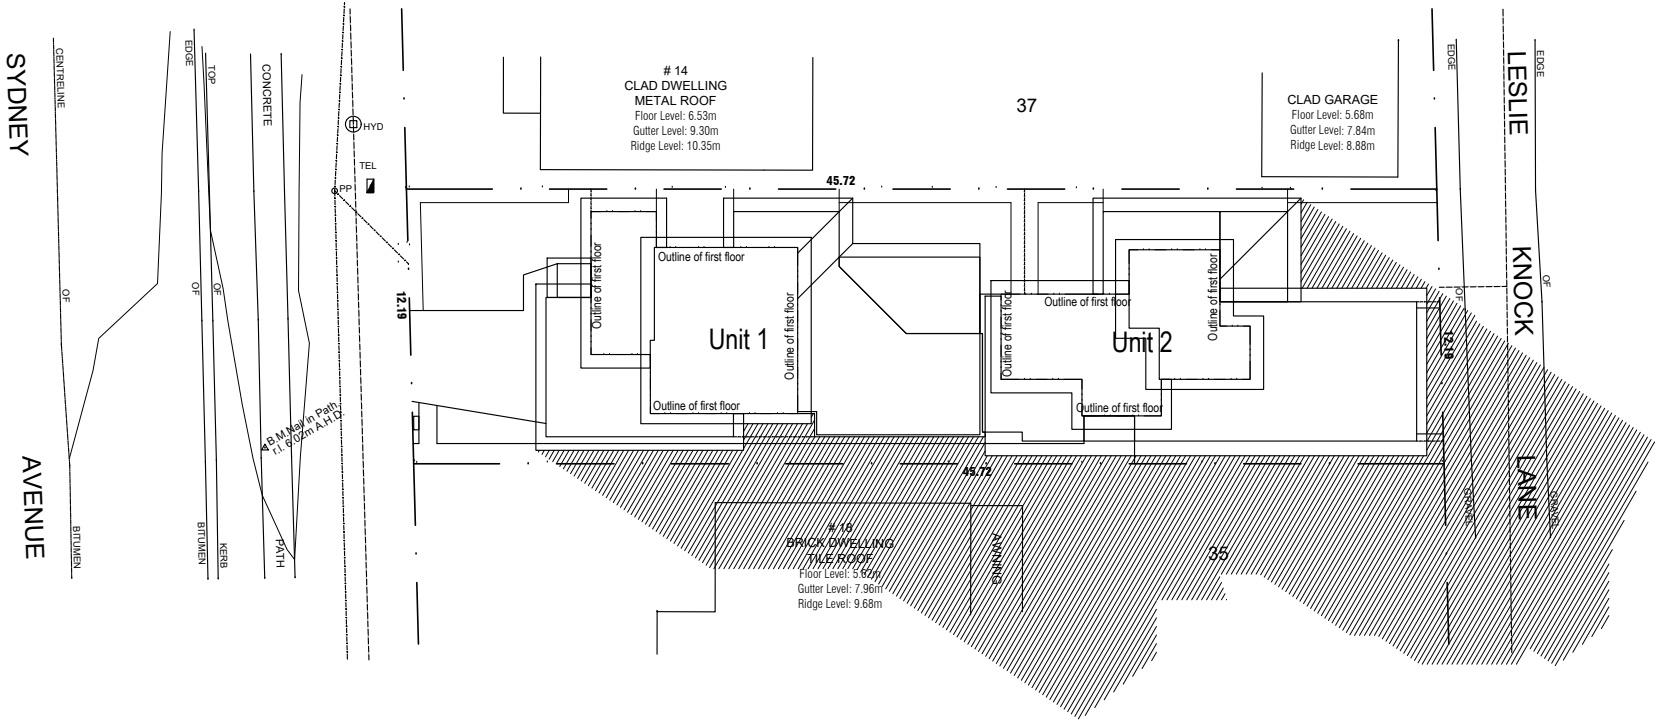 SYDNEY
AVENUE
CENTRELINE
OF
BITUMEN
EDGE
OF
BITUMEN
TOP
OF
KERB
CONCRETE
PATH
HYD
TEL
PP
B.M.Nail in Path.
r.l. 6.02m A.H.D.
12.19
# 14
CLAD DWELLING
METAL ROOF
Floor Level: 6.53m
Gutter Level: 9.30m
Ridge Level: 10.35m
37
CLAD GARAGE
Floor Level: 5.68m
Gutter Level: 7.84m
Ridge Level: 8.88m
45.72
Outline of first floor
Outline of first floor
Outline of first floor
Unit 1
Outline of first floor
Outline of first floor
Outline of first floor
Outline of first floor
Unit 2
Outline of first floor
45.72
12.19
# 18
BRICK DWELLING
TILE ROOF
Floor Level: 5.62m
Gutter Level: 7.96m
Ridge Level: 9.68m
AWNING
35
EDGE
OF
GRAVEL
LESLIE
KNOCK
LANE
EDGE
OF
GRAVEL